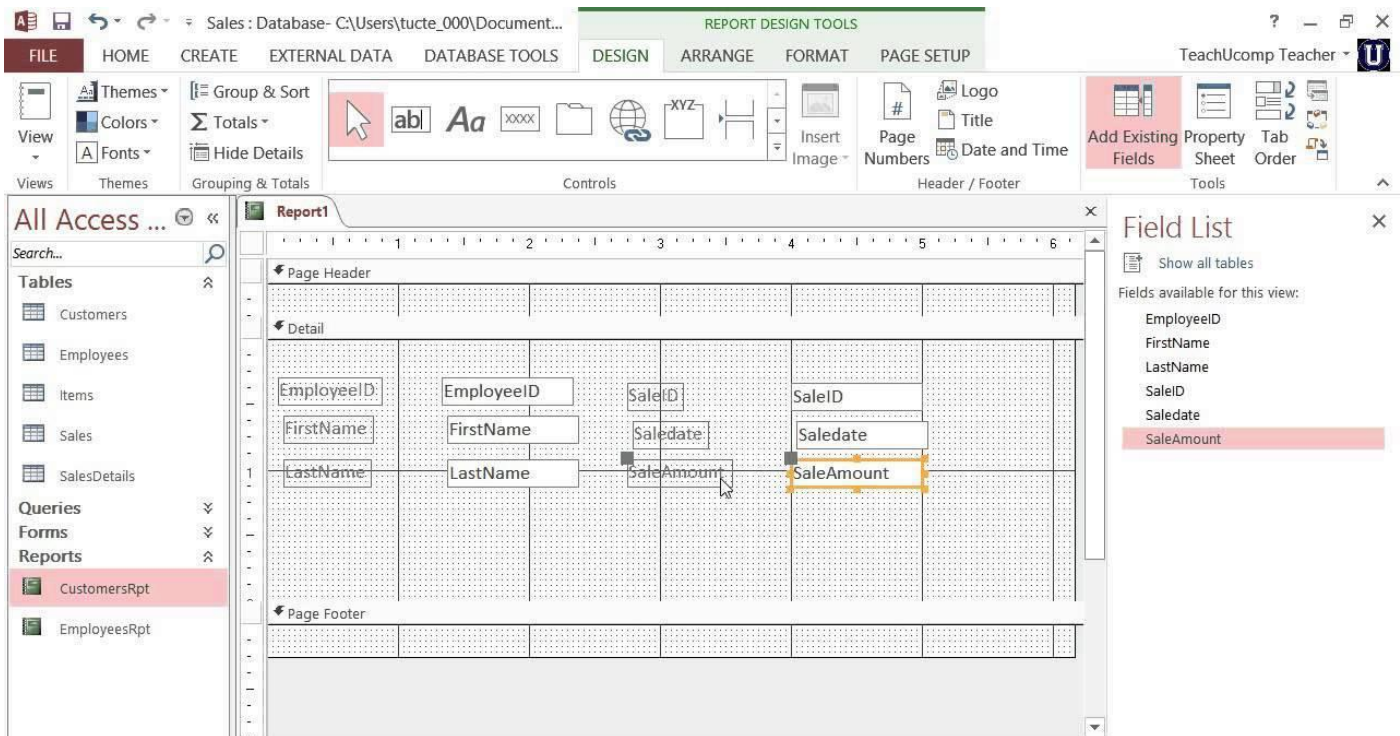 Sales : Database- C:\Users\tucte_000\Document...
REPORT DESIGN TOOLS
?
FILE HOME CREATE EXTERNAL DATA DATABASE TOOLS DESIGN ARRANGE FORMAT PAGE SETUP
TeachUcomp Teacher
U
View
Themes
Colors
A Fonts
Views
Themes
Group & Sort
Σ Totals
Hide Details
Grouping & Totals
ab Aa XXXX XYZ
Controls
Insert
Image
#
Page
Numbers
Logo
Title
Date and Time
Header / Footer
Add Existing
Fields
Property
Sheet
Tab
Order
Tools
All Access ... «
Search...
Tables
Customers
Employees
Items
Sales
SalesDetails
Queries
Forms
Reports
CustomersRpt
EmployeesRpt
Report1
1 2 3 4 5 6
Page Header
Detail
EmployeeID EmployeeID SaleID SaleID
FirstName FirstName Saledate Saledate
1 LastName LastName SaleAmount SaleAmount
Page Footer
Field List
Show all tables
Fields available for this view:
EmployeeID
FirstName
LastName
SaleID
Saledate
SaleAmount